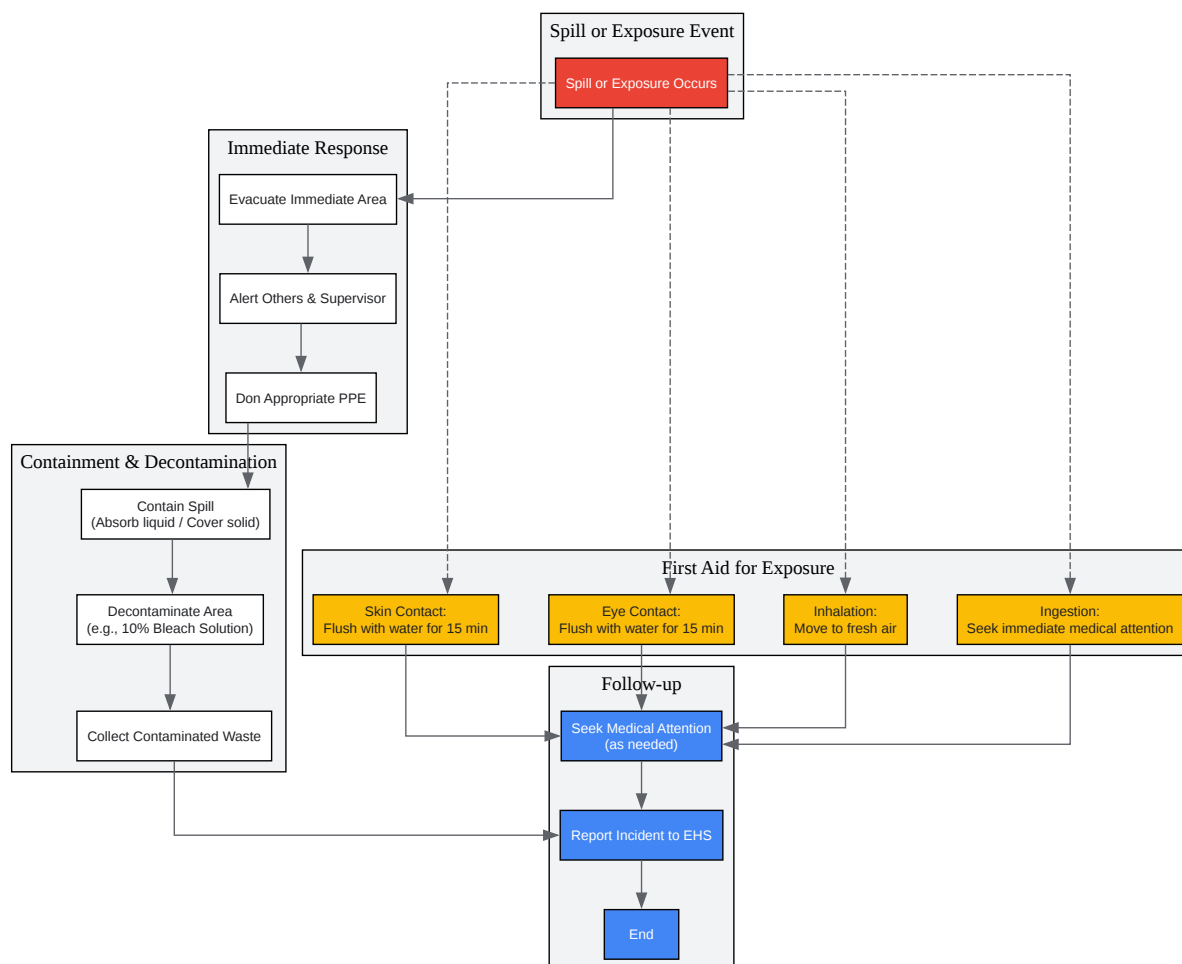 Spill or Exposure Event
Spill or Exposure Occurs
Immediate Response
Evacuate Immediate Area
Alert Others & Supervisor
Don Appropriate PPE
Containment & Decontamination
Contain Spill
(Absorb liquid / Cover solid)
Decontaminate Area
(e.g., 10% Bleach Solution)
Collect Contaminated Waste
First Aid for Exposure
Skin Contact:
Flush with water for 15 min
Eye Contact:
Flush with water for 15 min
Inhalation:
Move to fresh air
Ingestion:
Seek immediate medical attention
Follow-up
Seek Medical Attention
(as needed)
Report Incident to EHS
End